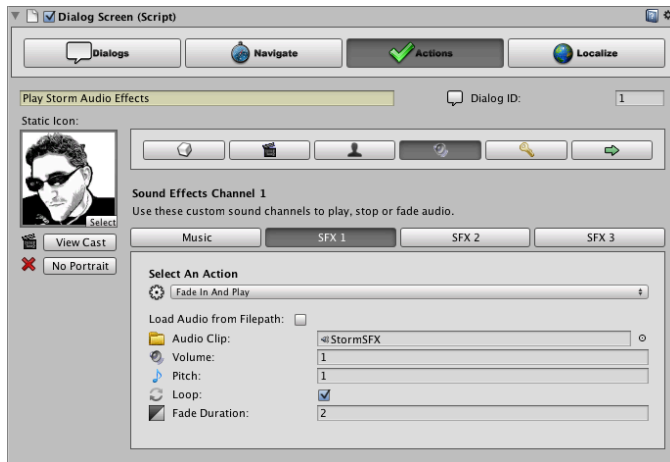 Dialog Screen (Script)
Dialogs Navigate Actions Localize
Play Storm Audio Effects Dialog ID: 1
Static Icon:
Select
Sound Effects Channel 1
Use these custom sound channels to play, stop or fade audio.
View Cast
Music SFX 1 SFX 2 SFX 3
No Portrait
Select An Action
Fade In And Play
Load Audio from Filepath:
Audio Clip: StormSFX
Volume: 1
Pitch: 1
Loop:
Fade Duration: 2